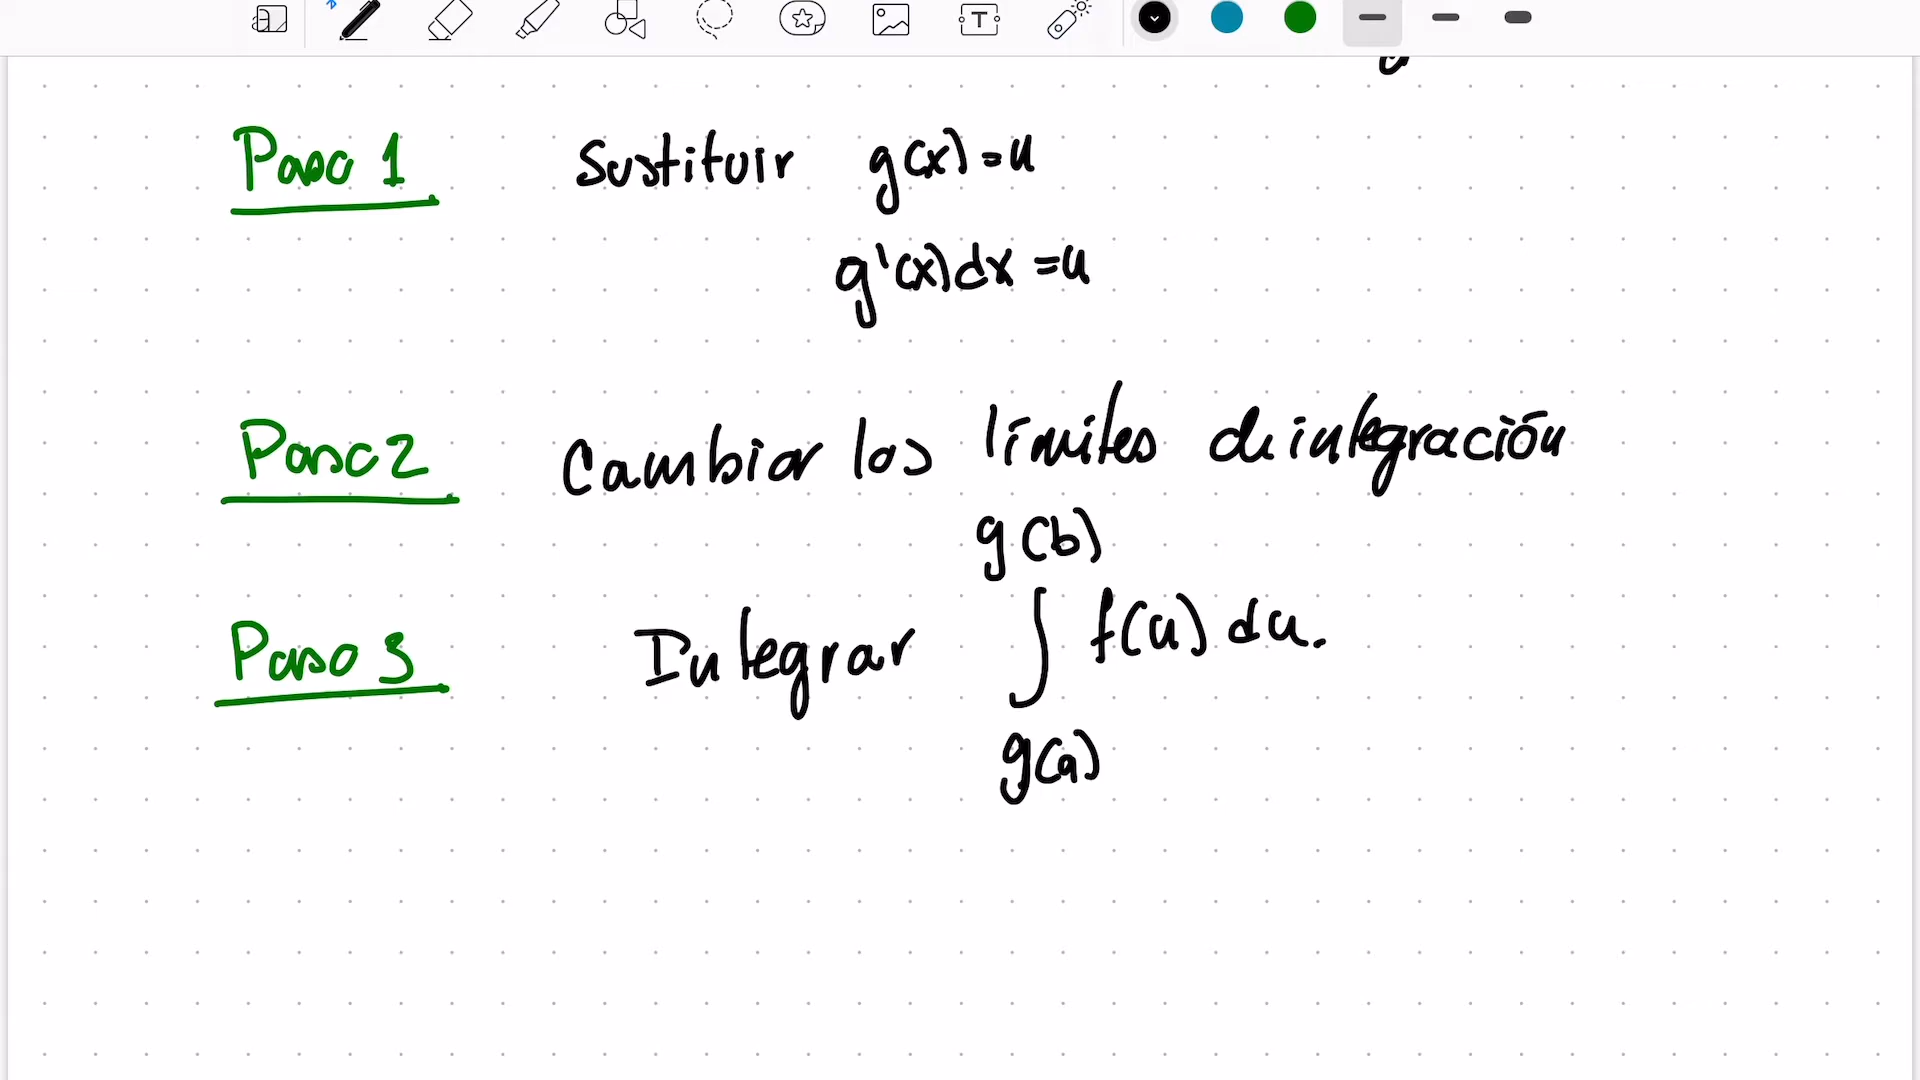 Paso 1 Sustituir g(x)=u
g'(x)dx=u
Paso 2 Cambiar los límites de integración
g(b)
Paso 3 Integrar ∫ f(u) du.
g(a)